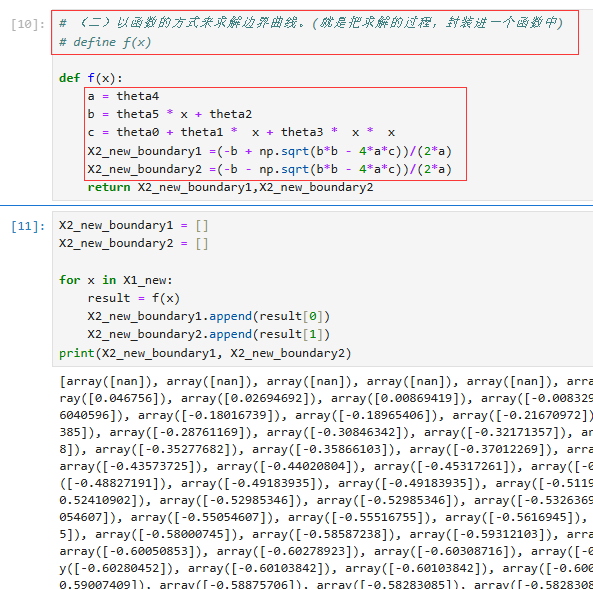 [10]:
# （二）以函数的方式来求解边界曲线。(就是把求解的过程，封装进一个函数中)
# define f(x)
def f(x):
a = theta4
b = theta5 * x + theta2
c = theta0 + theta1 *  x + theta3 *  x *  x
X2_new_boundary1 =(-b + np.sqrt(b*b - 4*a*c))/(2*a)
X2_new_boundary2 =(-b - np.sqrt(b*b - 4*a*c))/(2*a)
return X2_new_boundary1,X2_new_boundary2
[11]:
X2_new_boundary1 = []
X2_new_boundary2 = []
for x in X1_new:
result = f(x)
X2_new_boundary1.append(result[0])
X2_new_boundary2.append(result[1])
print(X2_new_boundary1, X2_new_boundary2)
[array([nan]), array([nan]), array([nan]), array([nan]), array([nan]), arra
ray([0.046756]), array([0.02694692]), array([0.00869419]), array([-0.008329
6040596]), array([-0.18016739]), array([-0.18965406]), array([-0.21670972])
385]), array([-0.28761169]), array([-0.30846342]), array([-0.32171357]), ar
8]), array([-0.35277682]), array([-0.35866103]), array([-0.37012269]), arra
array([-0.43573725]), array([-0.44020804]), array([-0.45317261]), array([-0
([-0.48827191]), array([-0.49183935]), array([-0.49183935]), array([-0.5119
0.52410902]), array([-0.52985346]), array([-0.52985346]), array([-0.5326369
054607]), array([-0.55054607]), array([-0.55516755]), array([-0.5616945]),
5]), array([-0.58000745]), array([-0.58587238]), array([-0.59312103]), arra
array([-0.60050853]), array([-0.60278923]), array([-0.60308716]), array([-0
y([-0.60280452]), array([-0.60103842]), array([-0.60103842]), array([-0.600
0.59007409]), array([-0.58875706]), array([-0.58283085]), array([-0.5828308